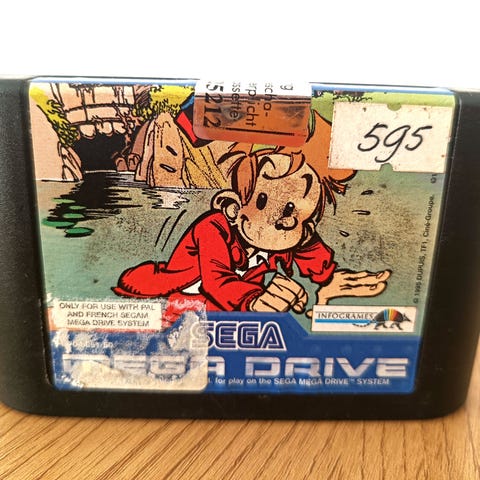 05212
595
© 1995 DUPUIS, TF1, Ciné-Groupe.
ONLY FOR USE WITH PAL
AND FRENCH SECAM
MEGA DRIVE SYSTEM
INFOGRAMES
SEGA
MEGA DRIVE
for play on the SEGA MEGA DRIVE™ SYSTEM